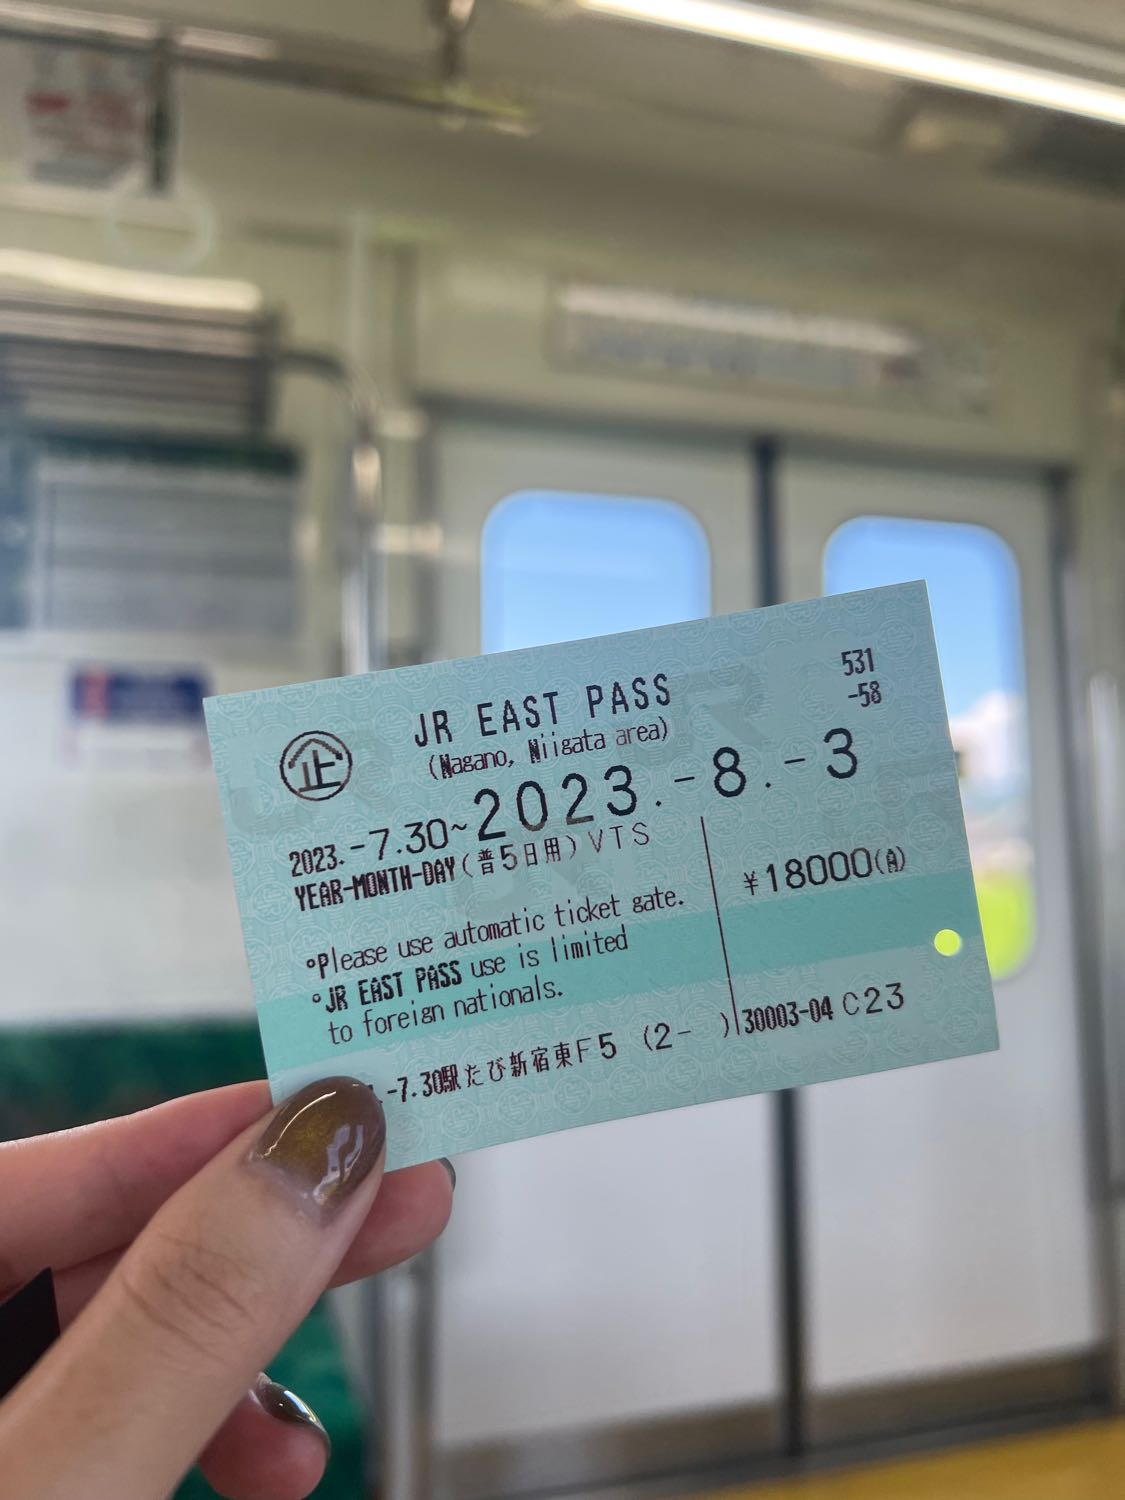 企
JR EAST PASS
531
-58
(Nagano, Niigata area)
2023.-7.30~2023.-8.-3
YEAR-MONTH-DAY(普5日用)VTS
¥18000(A)
°Please use automatic ticket gate.
°JR EAST PASS use is limited
to foreign nationals.
.-7.30駅たび新宿東F5 (2- ) 30003-04 C23